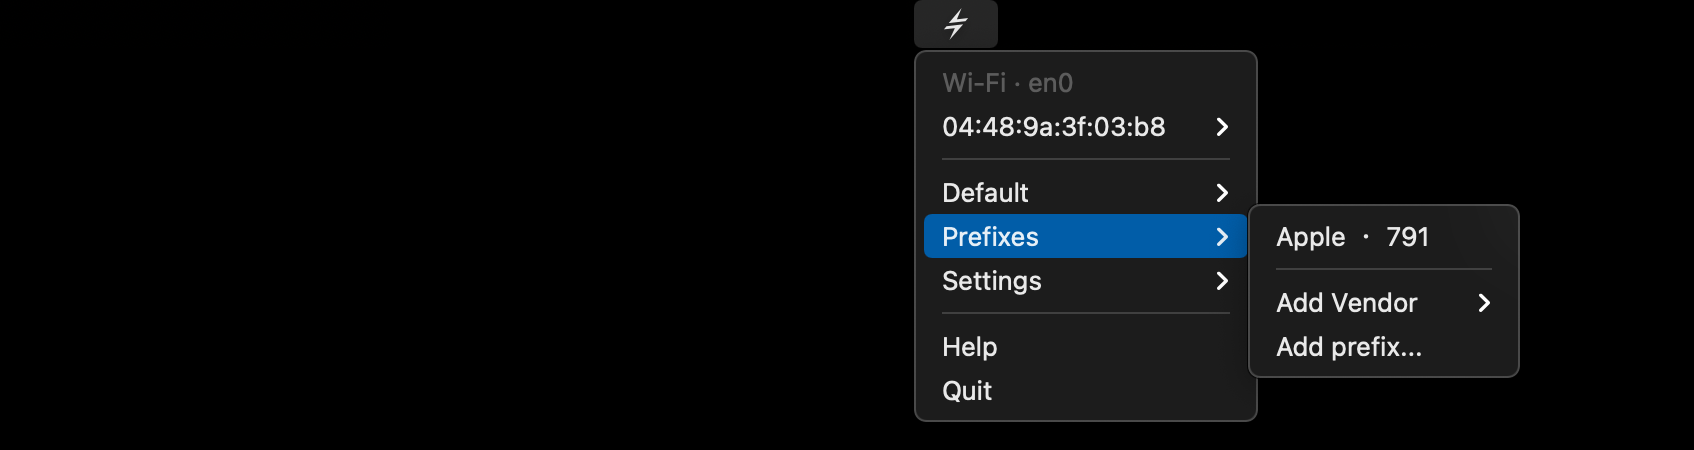 Wi-Fi · en0
04:48:9a:3f:03:b8
Default
Prefixes
Settings
Help
Quit
Apple · 791
Add Vendor
Add prefix...